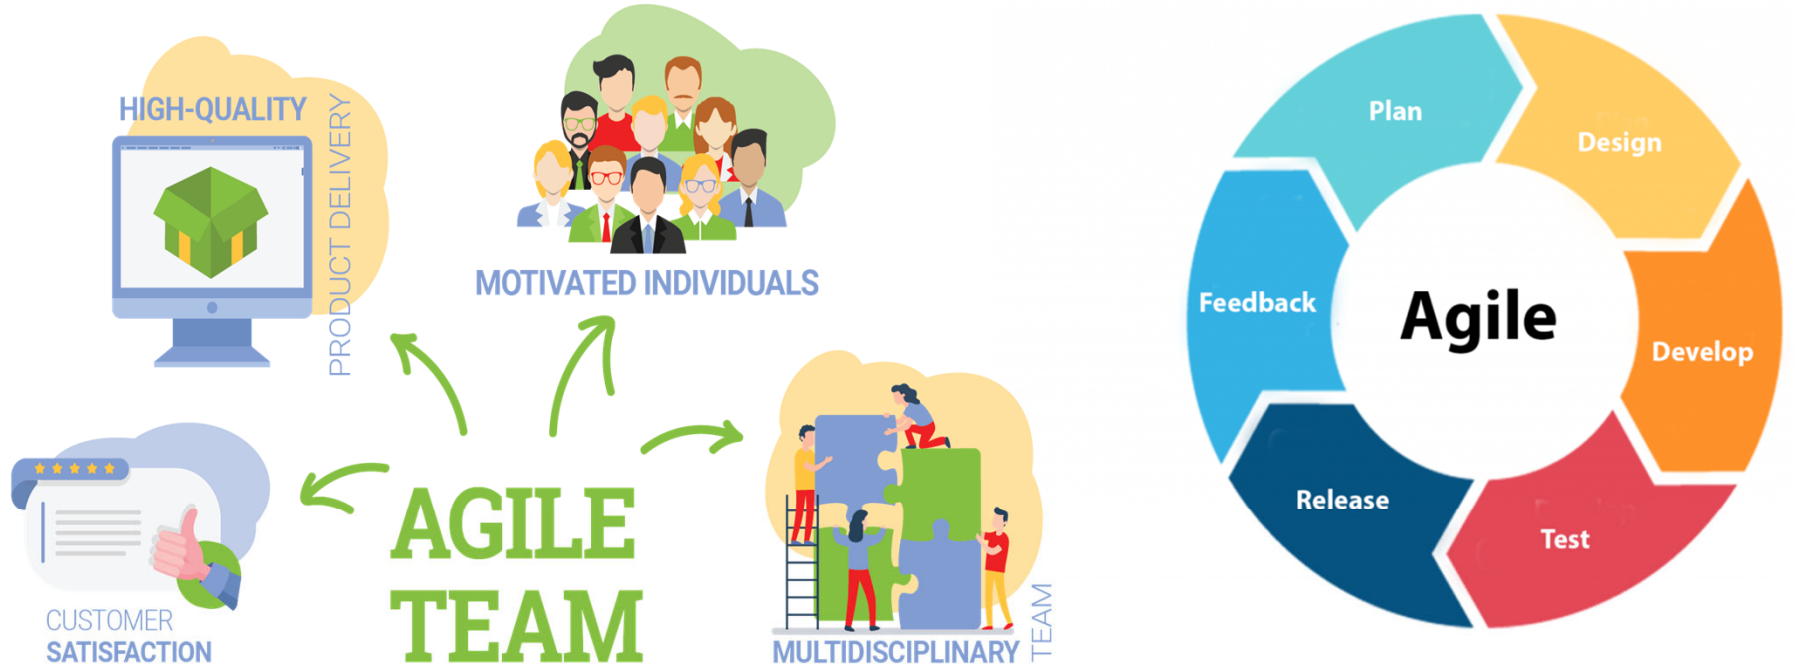 HIGH-QUALITY
PRODUCT DELIVERY
MOTIVATED INDIVIDUALS
CUSTOMER
SATISFACTION
AGILE
TEAM
MULTIDISCIPLINARY
TEAM
Plan
Design
Develop
Test
Release
Feedback
Agile